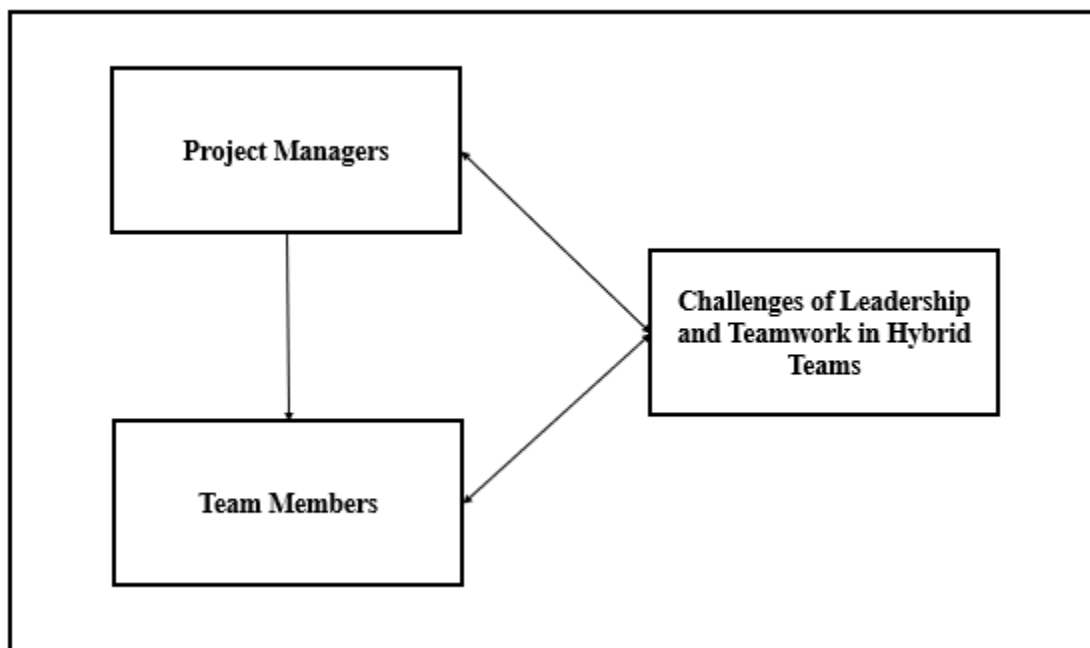 Project Managers
Challenges of Leadership
and Teamwork in Hybrid
Teams
Team Members